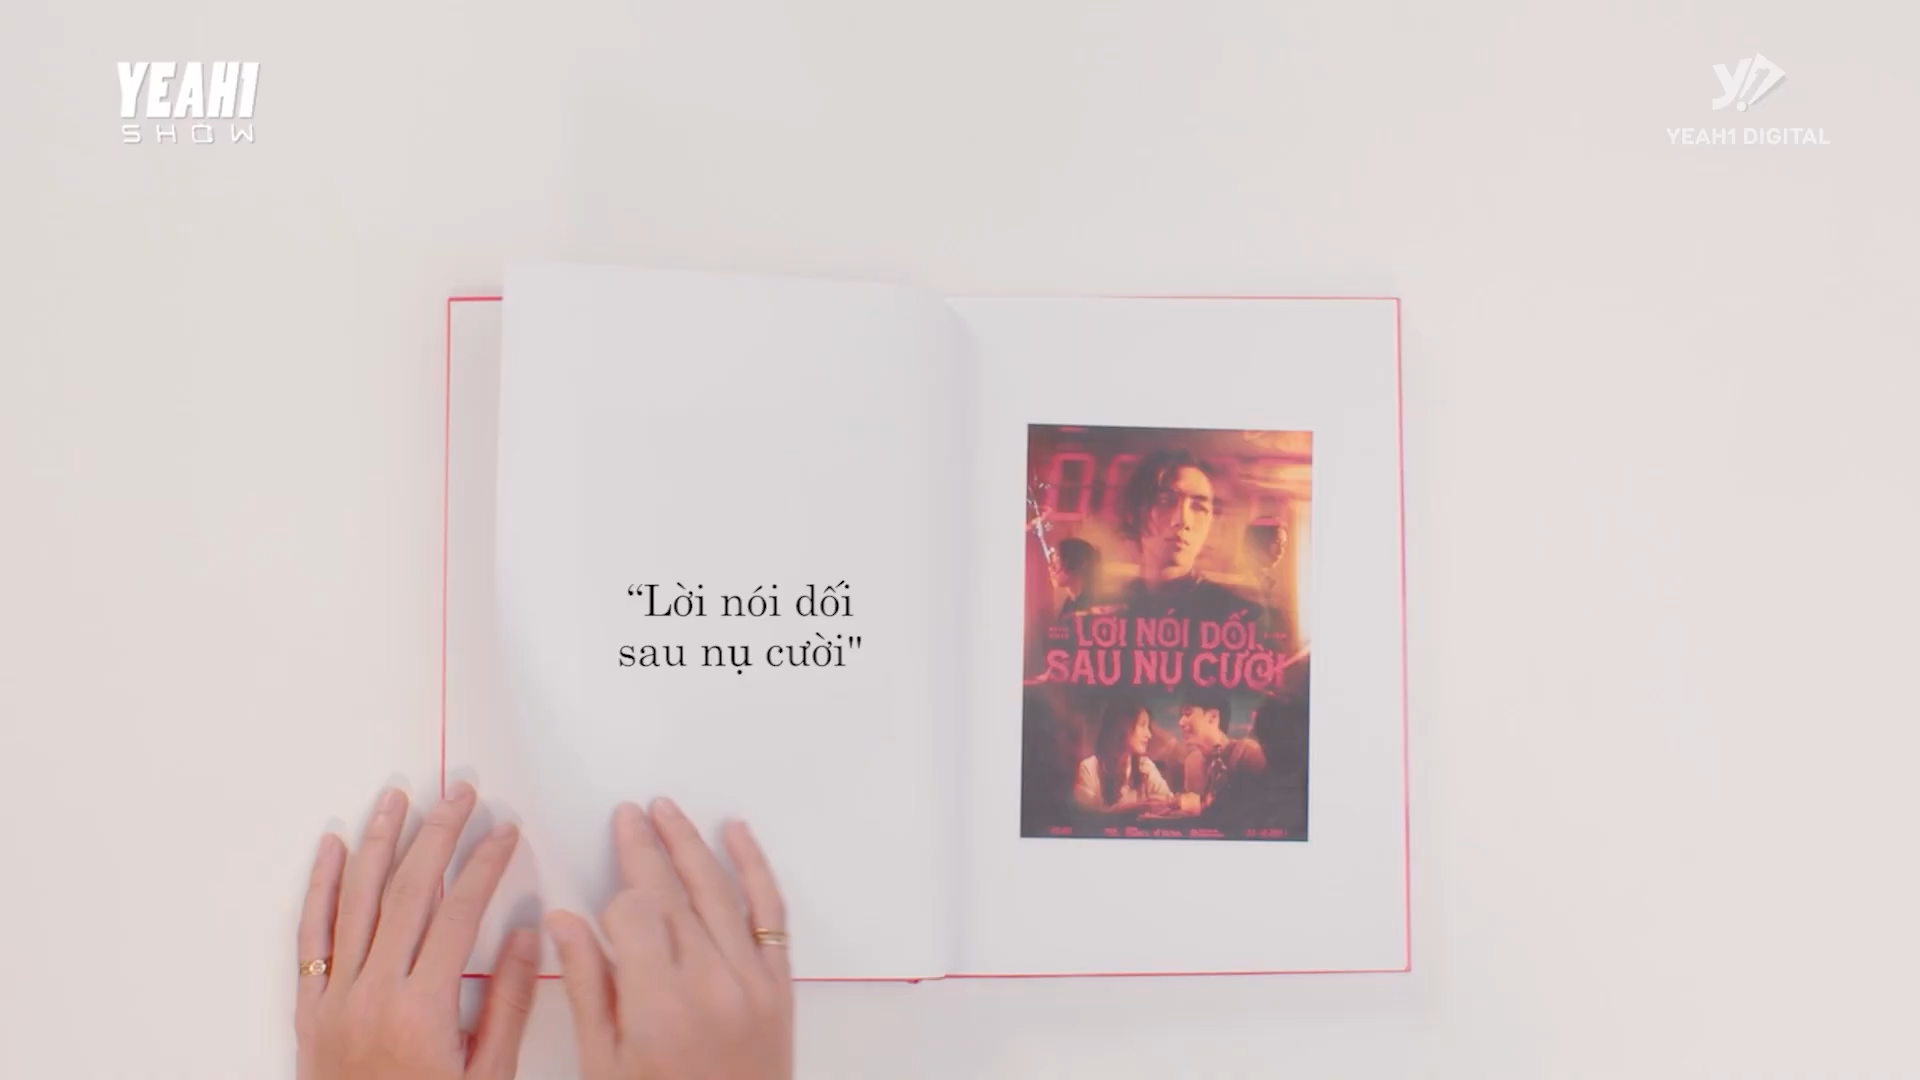 YEAH1
SHOW
YEAH1 DIGITAL
“Lời nói dối
sau nụ cười"
LỜI NÓI DỐI
SAU NỤ CƯỜI